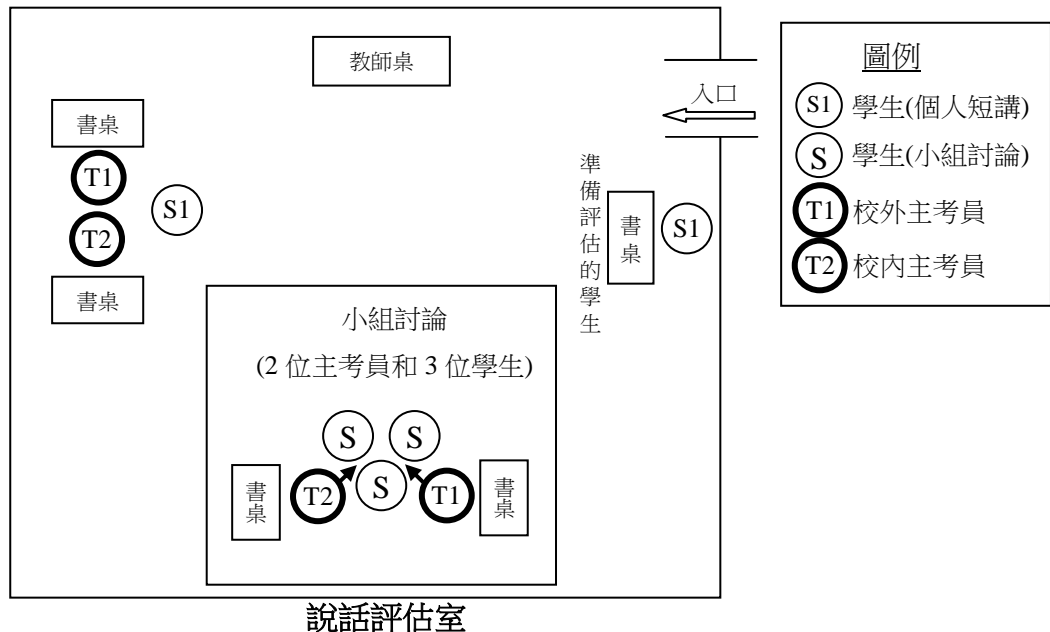 教師桌
入口
書桌
T1
T2
書桌
S1
準備評估的學生
書桌
S1
小組討論
(2 位主考員和 3 位學生)
S
S
S
書桌
T2
T1
書桌
說話評估室
圖例
S1 學生(個人短講)
S 學生(小組討論)
T1 校外主考員
T2 校內主考員